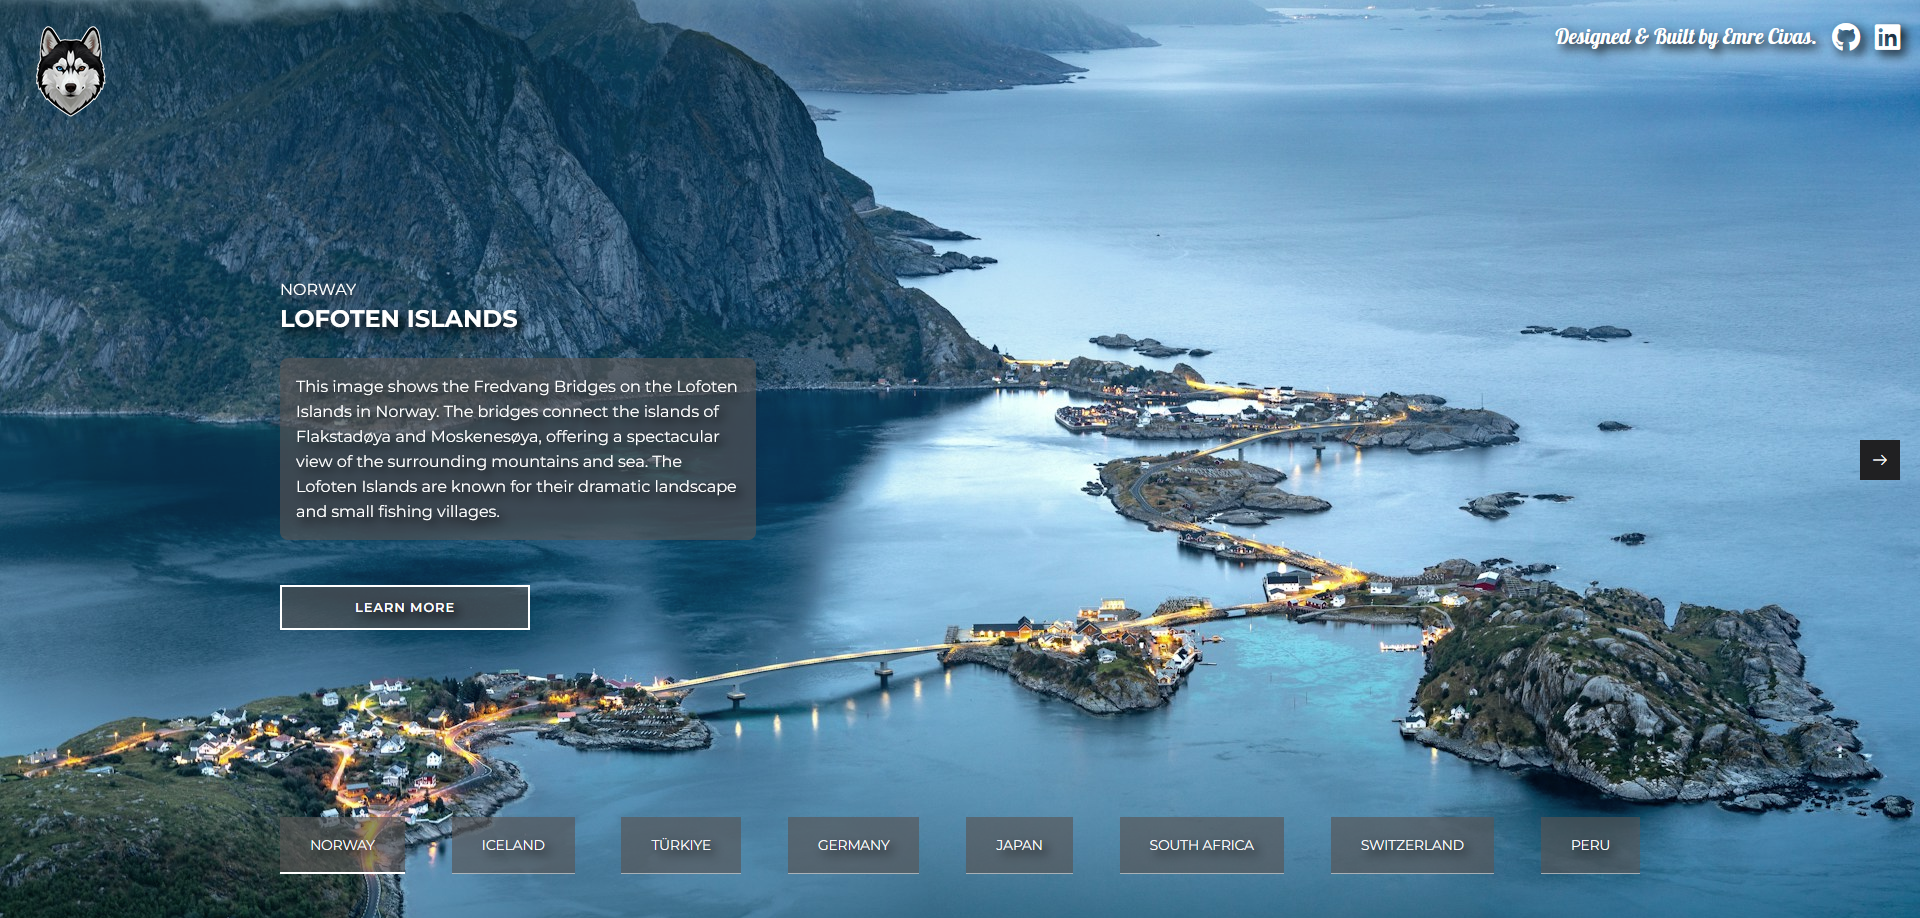 Designed & Built by Emre Civas.
in
NORWAY
LOFOTEN ISLANDS
This image shows the Fredvang Bridges on the Lofoten
Islands in Norway. The bridges connect the islands of
Flakstadøya and Moskenesøya, offering a spectacular
view of the surrounding mountains and sea. The
Lofoten Islands are known for their dramatic landscape
and small fishing villages.
LEARN MORE
NORWAY ICELAND TÜRKIYE GERMANY JAPAN SOUTH AFRICA SWITZERLAND PERU